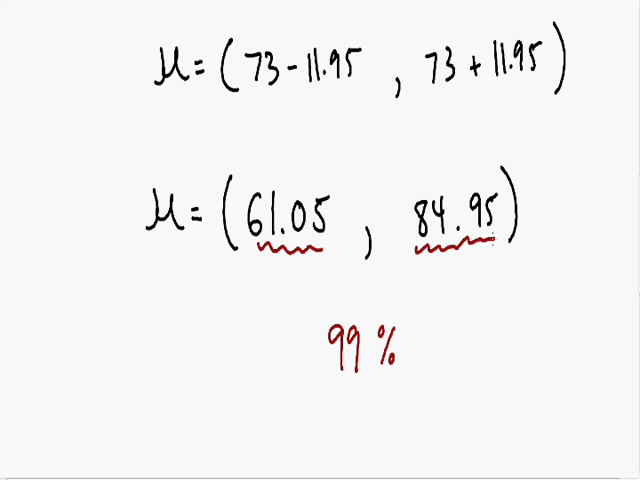 μ = (73 - 11.95 , 73 + 11.95)
μ = (61.05 , 84.95)
99%